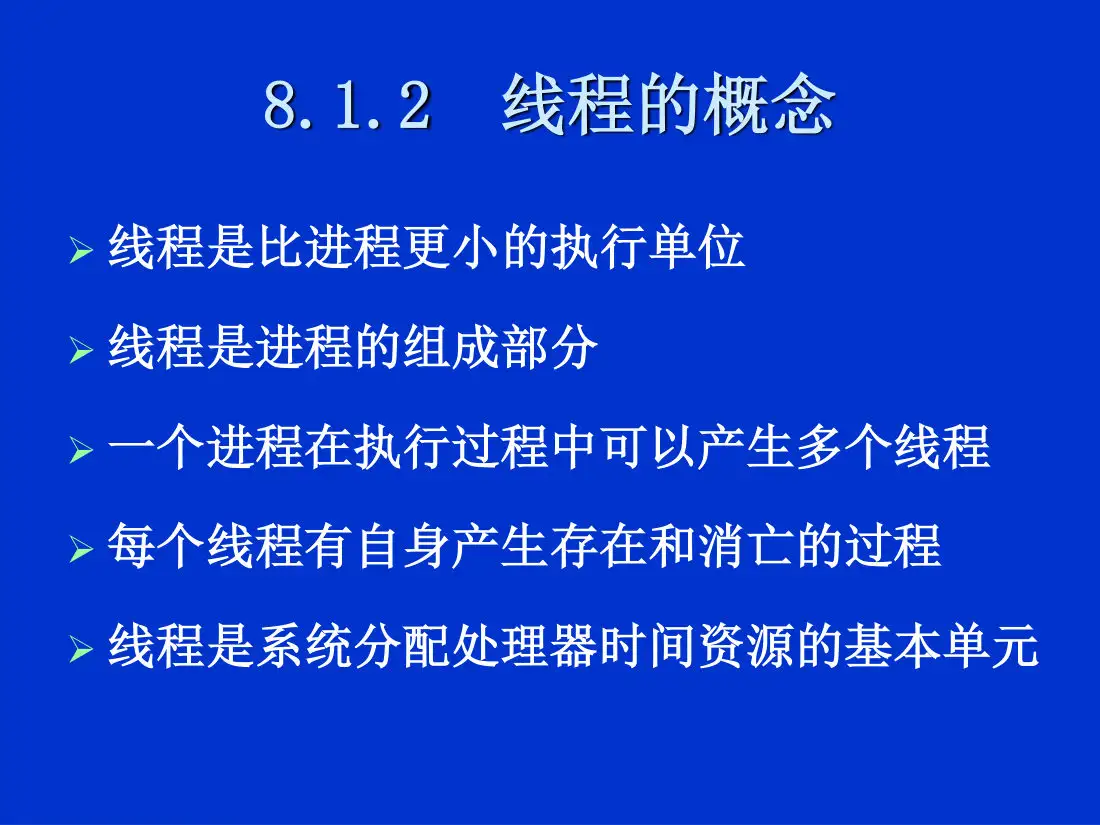 8.1.2 线程的概念
线程是比进程更小的执行单位
线程是进程的组成部分
一个进程在执行过程中可以产生多个线程
每个线程有自身产生存在和消亡的过程
线程是系统分配处理器时间资源的基本单元